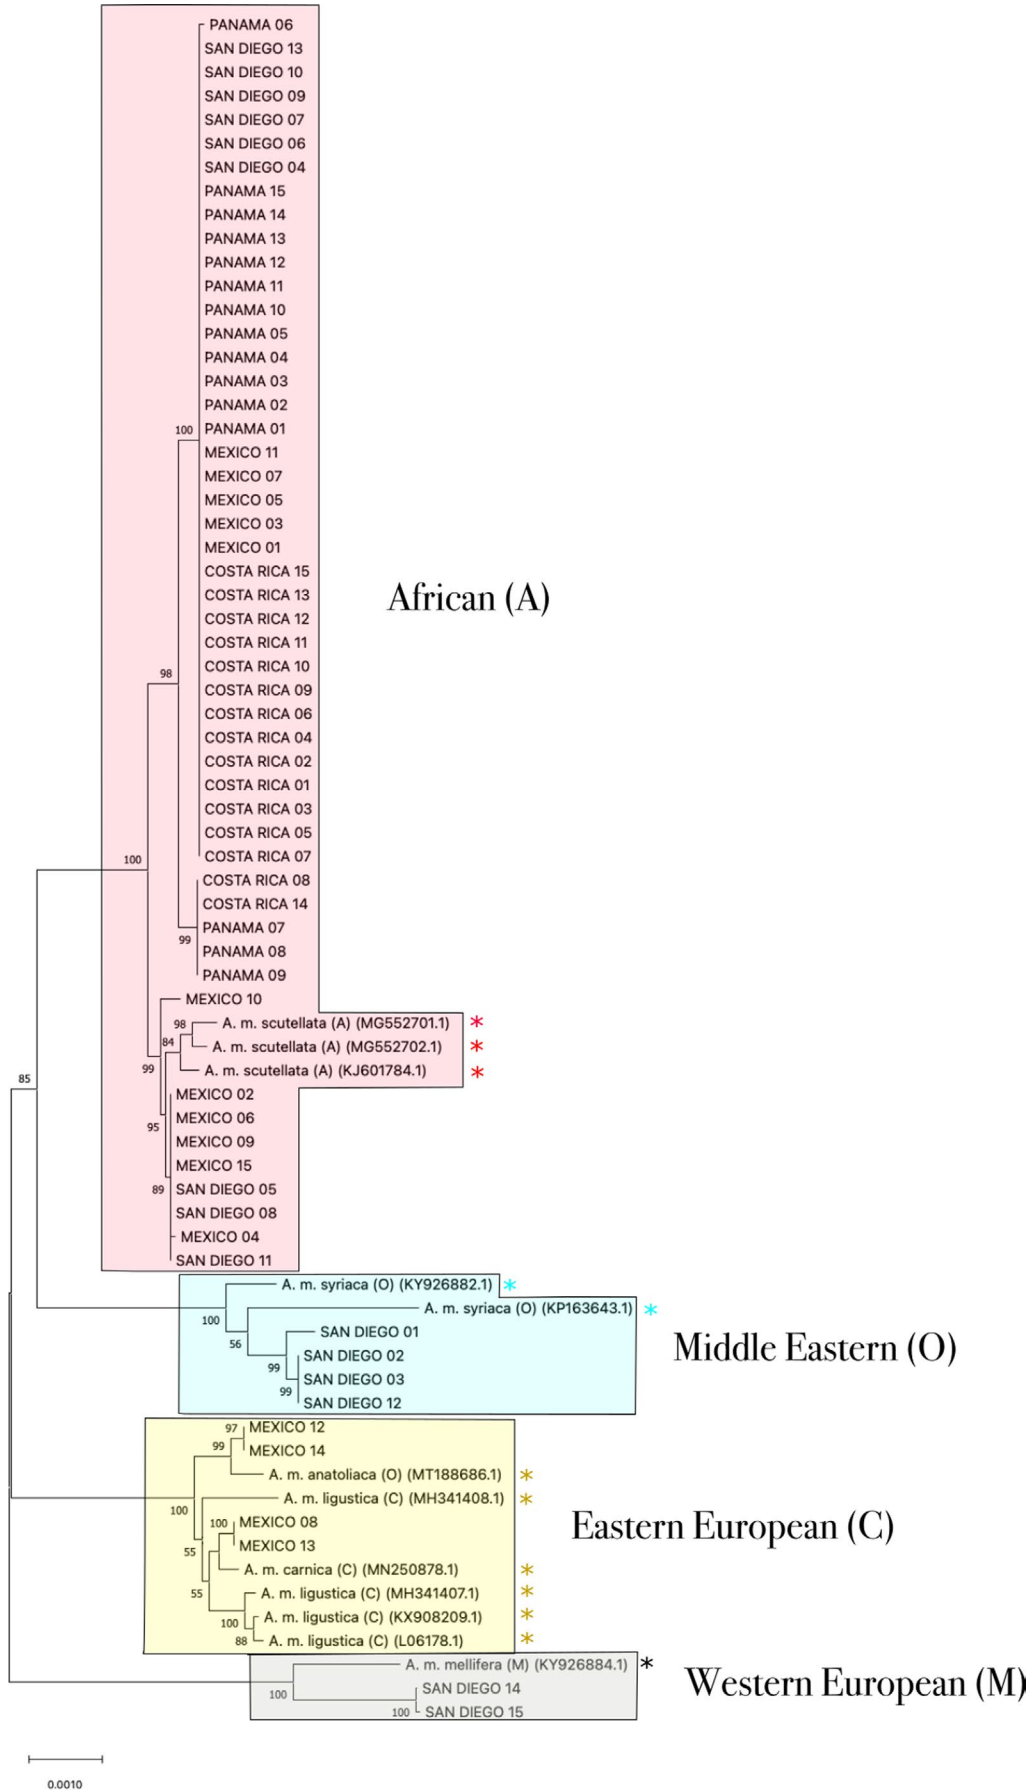 PANAMA 06
SAN DIEGO 13
SAN DIEGO 10
SAN DIEGO 09
SAN DIEGO 07
SAN DIEGO 06
SAN DIEGO 04
PANAMA 15
PANAMA 14
PANAMA 13
PANAMA 12
PANAMA 11
PANAMA 10
PANAMA 05
PANAMA 04
PANAMA 03
PANAMA 02
100 PANAMA 01
MEXICO 11
MEXICO 07
MEXICO 05
MEXICO 03
MEXICO 01
COSTA RICA 15
COSTA RICA 13
African (A)
COSTA RICA 12
COSTA RICA 11
COSTA RICA 10
98
COSTA RICA 09
COSTA RICA 06
COSTA RICA 04
COSTA RICA 02
COSTA RICA 01
COSTA RICA 03
COSTA RICA 05
COSTA RICA 07
100
COSTA RICA 08
COSTA RICA 14
PANAMA 07
99
PANAMA 08
PANAMA 09
MEXICO 10
98 A. m. scutellata (A) (MG552701.1) *
84 A. m. scutellata (A) (MG552702.1) *
99 A. m. scutellata (A) (KJ601784.1) *
85
MEXICO 02
MEXICO 06
95
MEXICO 09
MEXICO 15
89 SAN DIEGO 05
SAN DIEGO 08
MEXICO 04
SAN DIEGO 11
A. m. syriaca (O) (KY926882.1) *
A. m. syriaca (O) (KP163643.1) *
100
SAN DIEGO 01
56
Middle Eastern (O)
SAN DIEGO 02
99
SAN DIEGO 03
99
SAN DIEGO 12
97 MEXICO 12
99 MEXICO 14
A. m. anatoliaca (O) (MT188686.1) *
A. m. ligustica (C) (MH341408.1) *
100
100 MEXICO 08
Eastern European (C)
MEXICO 13
55
A. m. carnica (C) (MN250878.1) *
A. m. ligustica (C) (MH341407.1) *
55
A. m. ligustica (C) (KX908209.1) *
100
88 A. m. ligustica (C) (L06178.1) *
A. m. mellifera (M) (KY926884.1) *
Western European (M)
SAN DIEGO 14
100
100 SAN DIEGO 15
0.0010